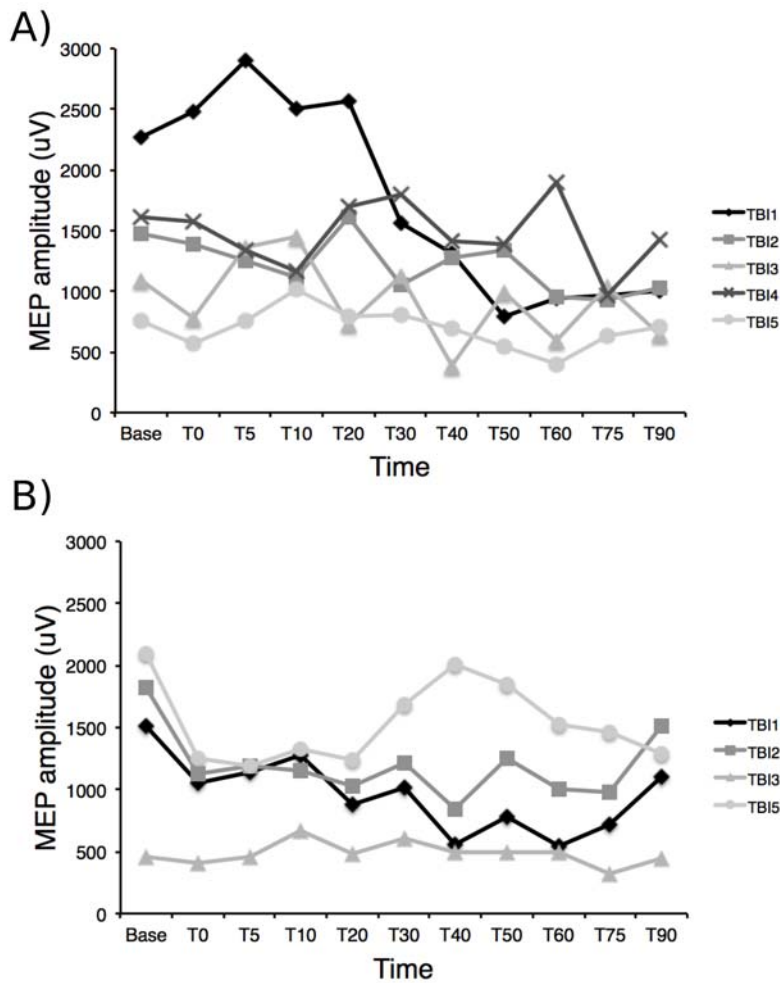 A)
3000
2500
2000
1500
1000
500
0
MEP amplitude (uV)
Base T0 T5 T10 T20 T30 T40 T50 T60 T75 T90
Time
TBI1
TBI2
TBI3
TBI4
TBI5
B)
3000
2500
2000
1500
1000
500
0
MEP amplitude (uV)
Base T0 T5 T10 T20 T30 T40 T50 T60 T75 T90
Time
TBI1
TBI2
TBI3
TBI5